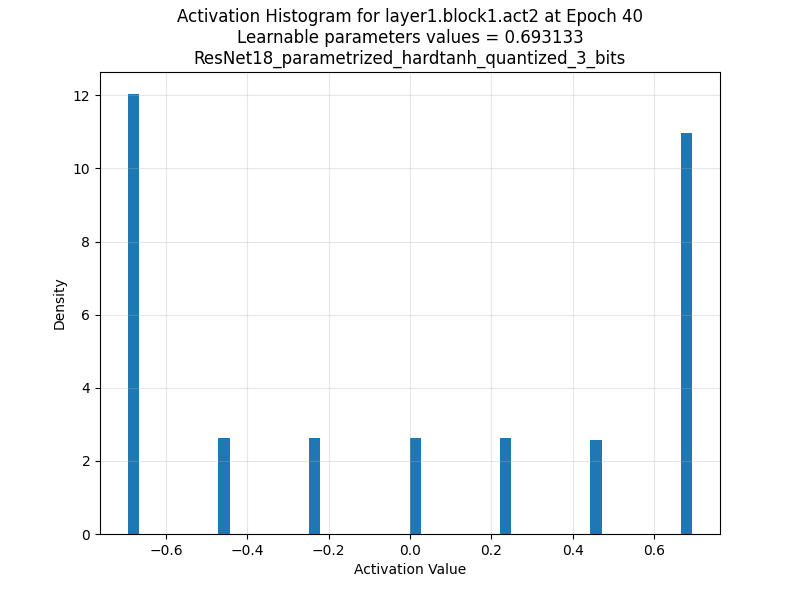 Activation Histogram for layer1.block1.act2 at Epoch 40
Learnable parameters values = 0.693133
ResNet18_parametrized_hardtanh_quantized_3_bits
12
10
8
6
4
2
0
Density
−0.6
−0.4
−0.2
0.0
0.2
0.4
0.6
Activation Value